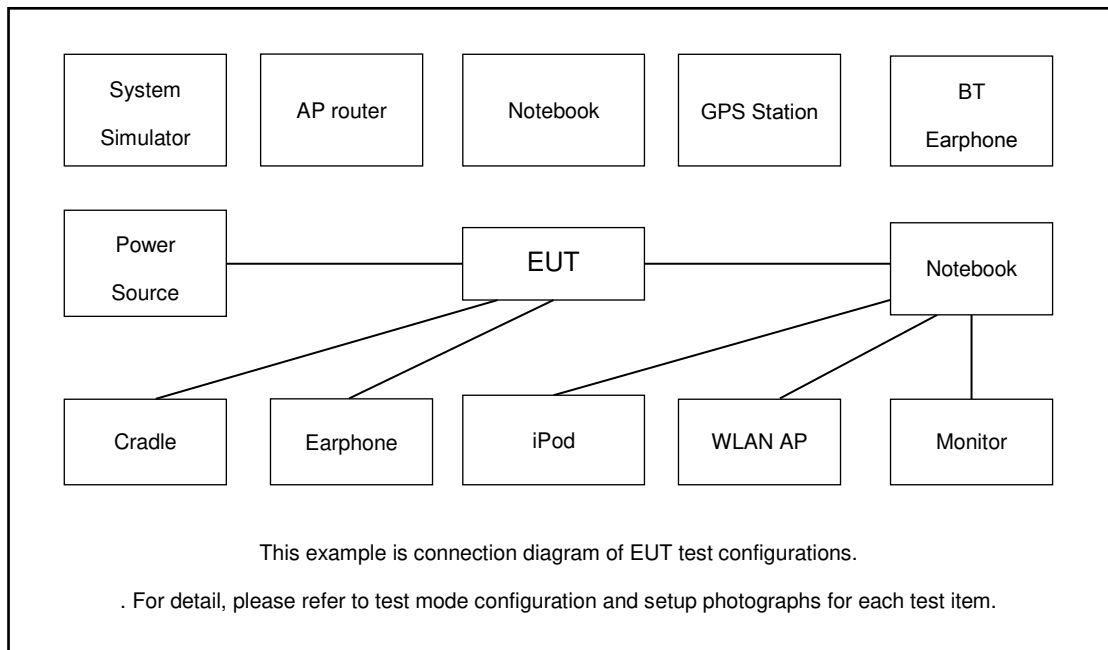 System
Simulator
AP router
Notebook
GPS Station
BT
Earphone
Power
Source
EUT
Notebook
Cradle
Earphone
iPod
WLAN AP
Monitor
This example is connection diagram of EUT test configurations.
. For detail, please refer to test mode configuration and setup photographs for each test item.